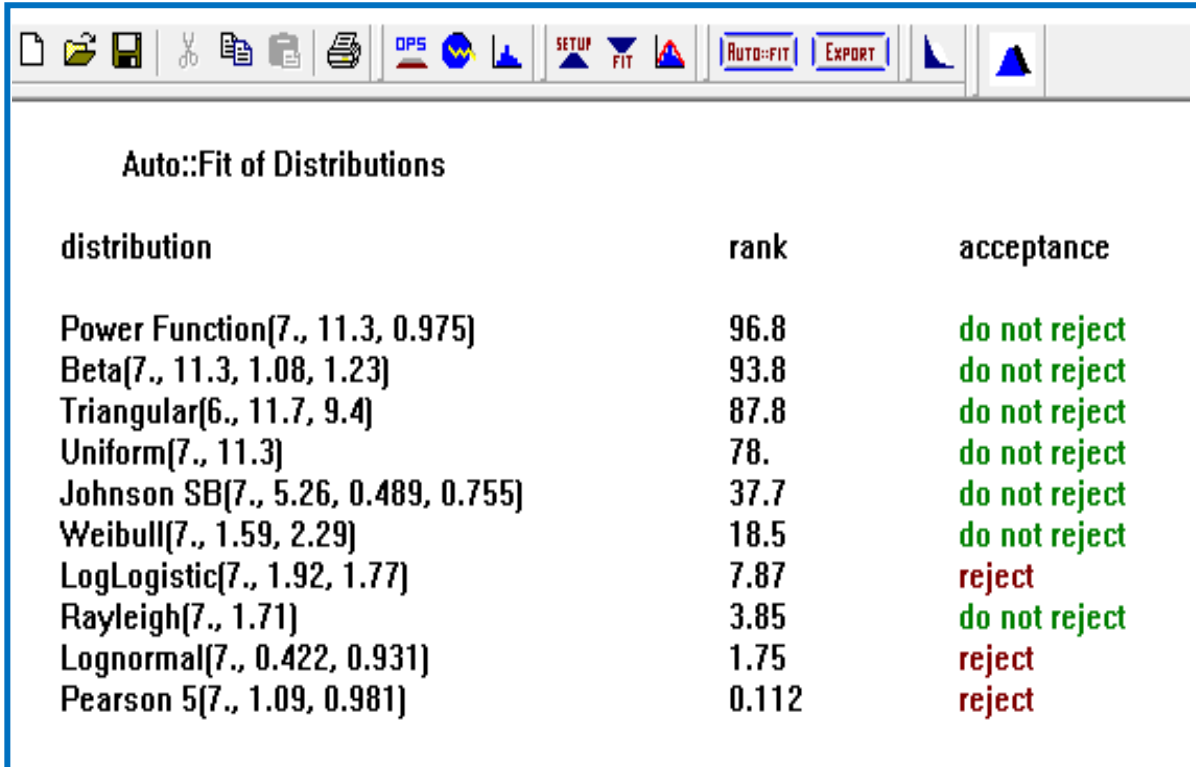 OPS SETUP FIT AUTO::FIT EXPORT
Auto::Fit of Distributions
distribution rank acceptance
Power Function(7., 11.3, 0.975) 96.8 do not reject
Beta(7., 11.3, 1.08, 1.23) 93.8 do not reject
Triangular(6., 11.7, 9.4) 87.8 do not reject
Uniform(7., 11.3) 78. do not reject
Johnson SB(7., 5.26, 0.489, 0.755) 37.7 do not reject
Weibull(7., 1.59, 2.29) 18.5 do not reject
LogLogistic(7., 1.92, 1.77) 7.87 reject
Rayleigh(7., 1.71) 3.85 do not reject
Lognormal(7., 0.422, 0.931) 1.75 reject
Pearson 5(7., 1.09, 0.981) 0.112 reject